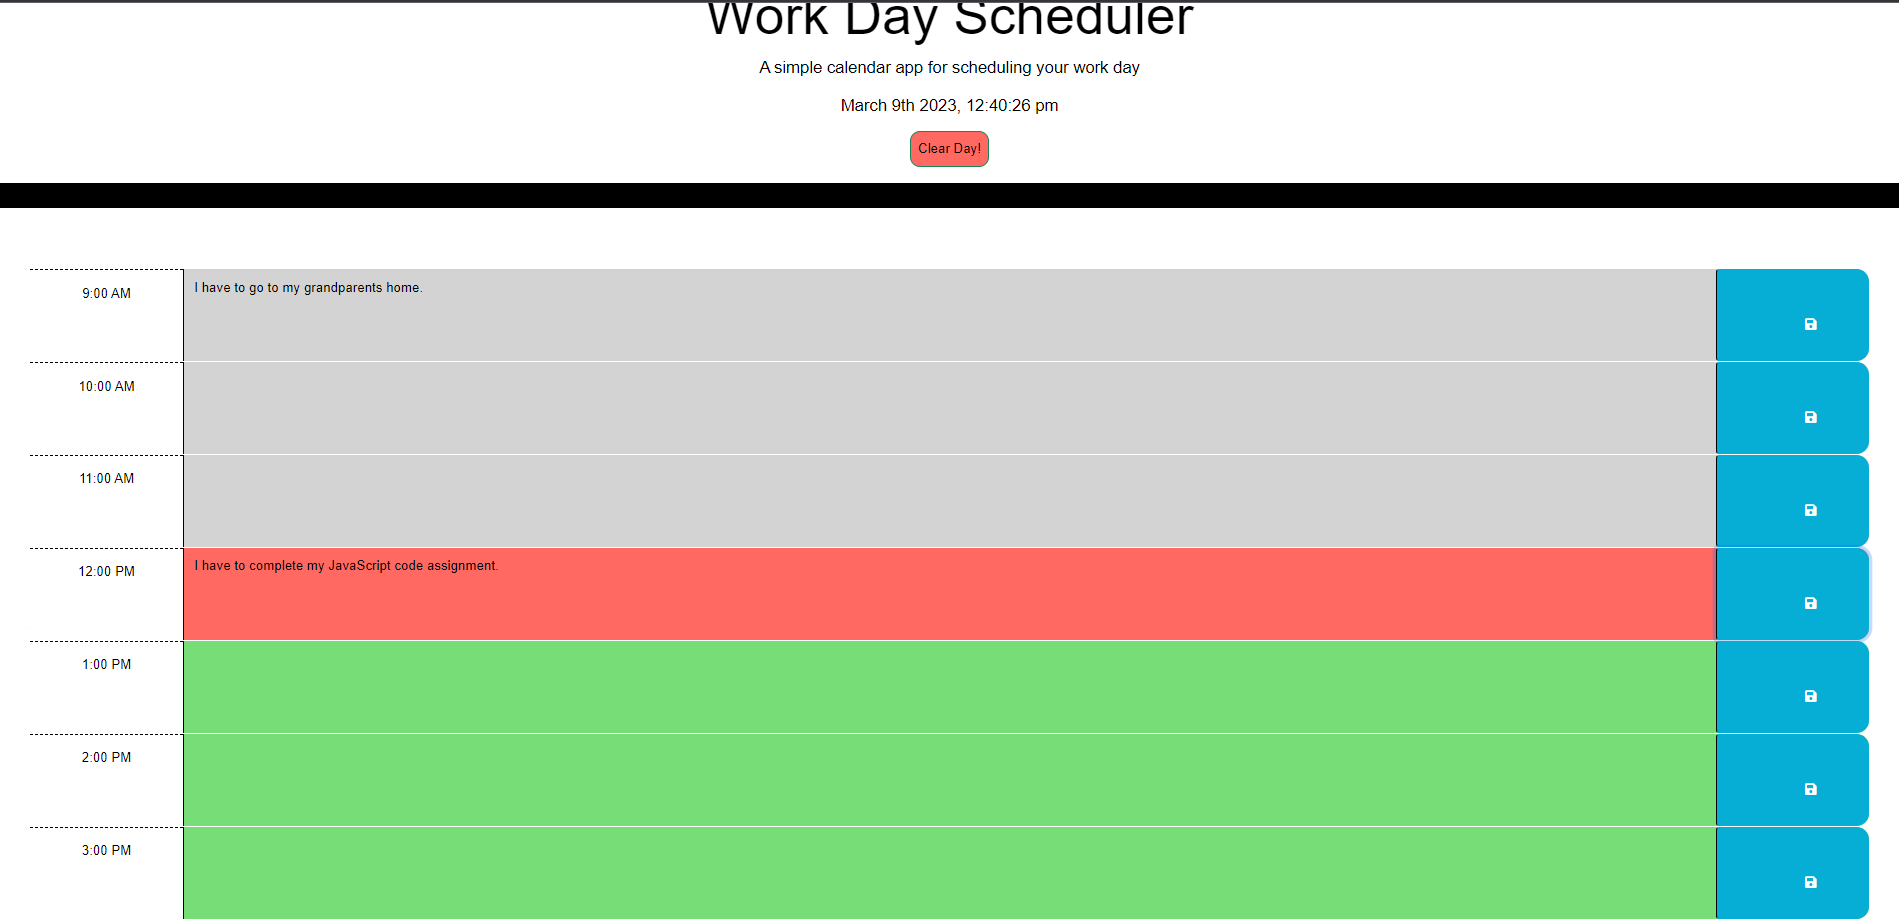 Work Day Scheduler
A simple calendar app for scheduling your work day
March 9th 2023, 12:40:26 pm
Clear Day!
9:00 AM
I have to go to my grandparents home.
10:00 AM
11:00 AM
12:00 PM
I have to complete my JavaScript code assignment.
1:00 PM
2:00 PM
3:00 PM